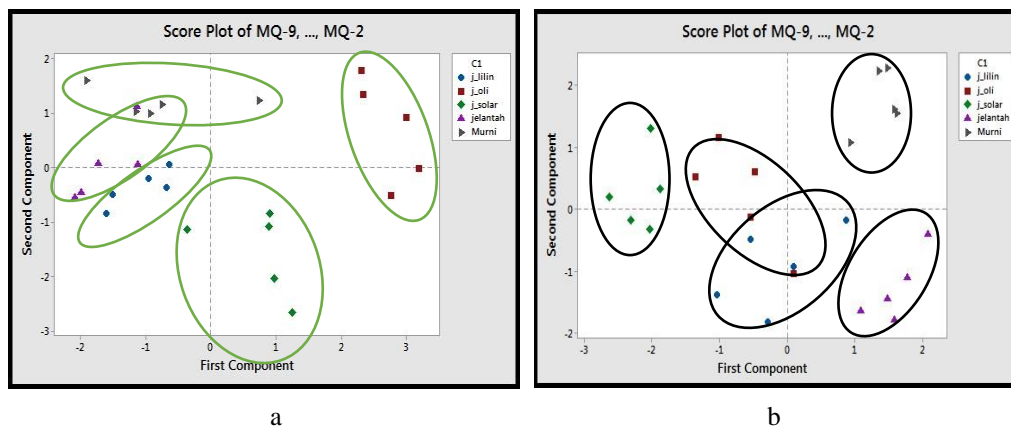 Score Plot of MQ-9, ..., MQ-2
Second Component
2
1
0
-1
-2
-3
-2
-1
0
1
2
3
First Component
C1
j_lilin
j_oli
j_solar
jelantah
Murni
a
Score Plot of MQ-9, ..., MQ-2
Second Component
2
1
0
-1
-2
-3
-2
-1
0
1
2
First Component
C1
j_lilin
j_oli
j_solar
jelantah
Murni
b